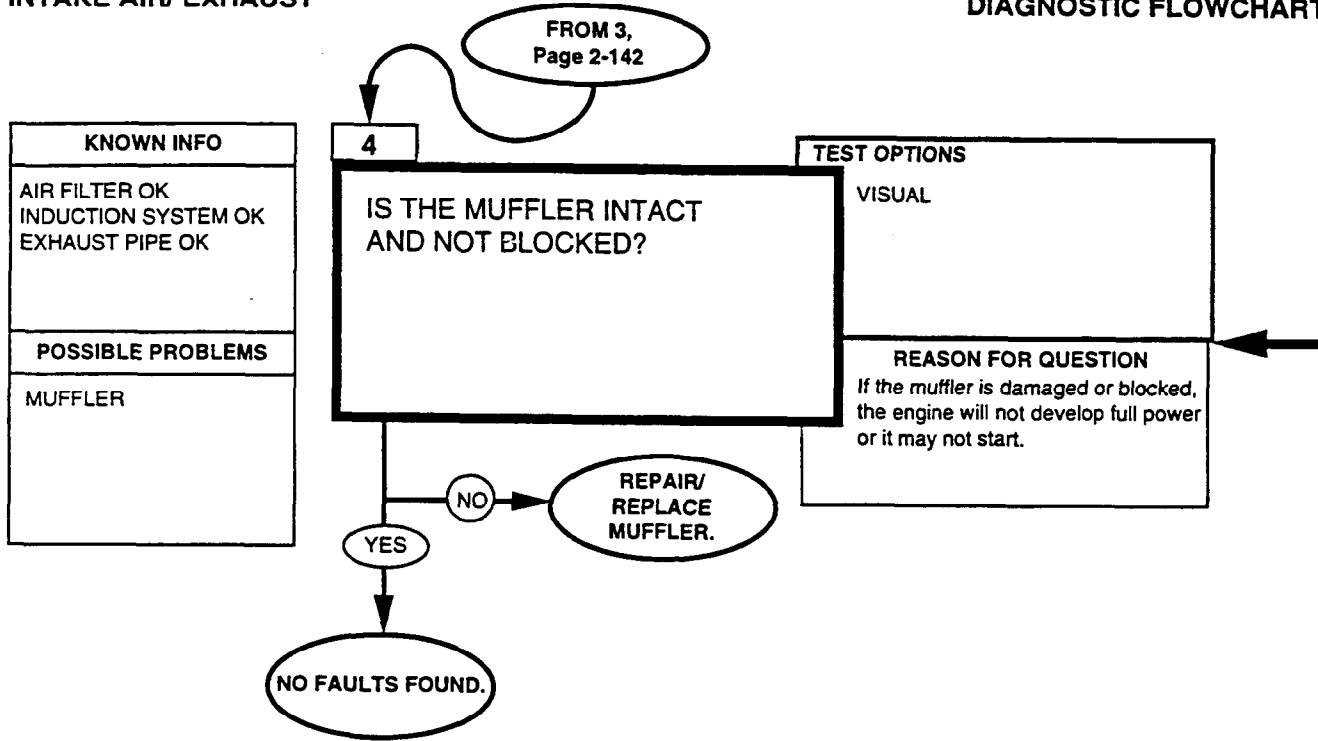 INTAKE AIR/ EXHAUST
DIAGNOSTIC FLOWCHART
FROM 3,
Page 2-142
KNOWN INFO
AIR FILTER OK
INDUCTION SYSTEM OK
EXHAUST PIPE OK
POSSIBLE PROBLEMS
MUFFLER
4
IS THE MUFFLER INTACT
AND NOT BLOCKED?
TEST OPTIONS
VISUAL
REASON FOR QUESTION
If the muffler is damaged or blocked,
the engine will not develop full power
or it may not start.
NO
REPAIR/
REPLACE
MUFFLER.
YES
NO FAULTS FOUND.